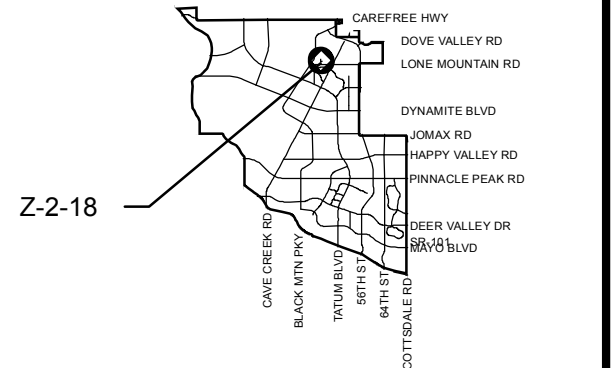 CAREFREE HWY
DOVE VALLEY RD
LONE MOUNTAIN RD
DYNAMITE BLVD
JOMAX RD
HAPPY VALLEY RD
PINNACLE PEAK RD
Z-2-18
DEER VALLEY DR
SR-101
MAYO BLVD
CAVE CREEK RD
BLACK MTN PKY
TATUM BLVD
56TH ST
64TH ST
COTTSDALE RD